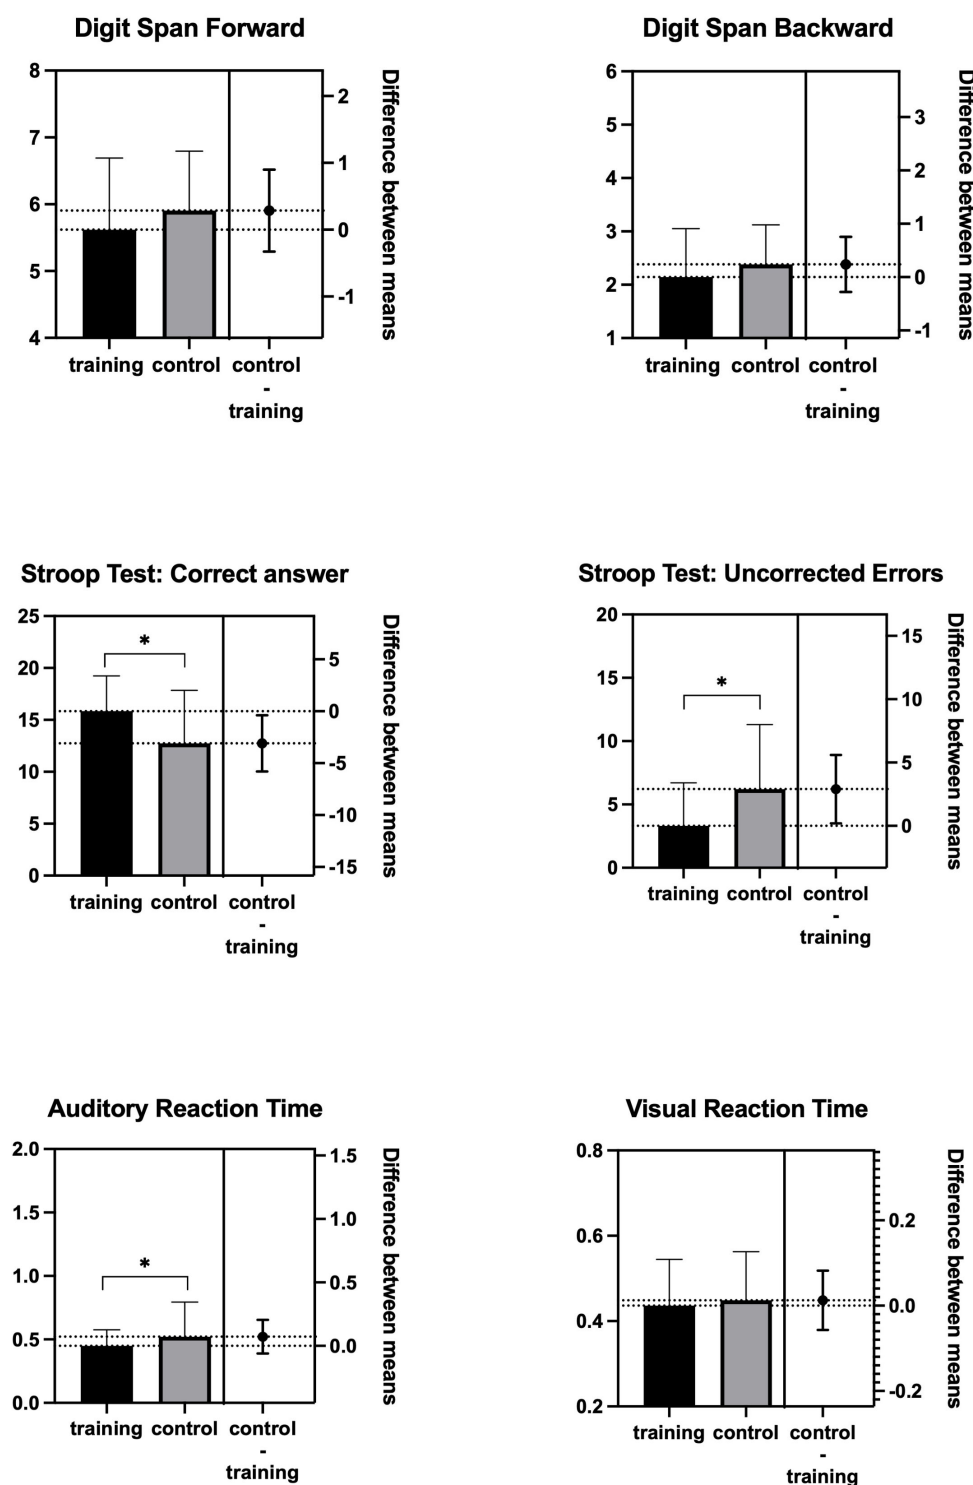 Digit Span Forward
8
7
6
5
4
2
1
0
-1
Difference between means
training control control
-
training
Digit Span Backward
6
5
4
3
2
1
3
2
1
0
-1
Difference between means
training control control
-
training
Stroop Test: Correct answer
25
20
15
10
5
0
*
5
0
-5
-10
-15
Difference between means
training control control
-
training
Stroop Test: Uncorrected Errors
20
15
10
5
0
*
15
10
5
0
Difference between means
training control control
-
training
Auditory Reaction Time
2.0
1.5
1.0
0.5
0.0
*
1.5
1.0
0.5
0.0
Difference between means
training control control
-
training
Visual Reaction Time
0.8
0.6
0.4
0.2
0.2
0.0
-0.2
Difference between means
training control control
-
training